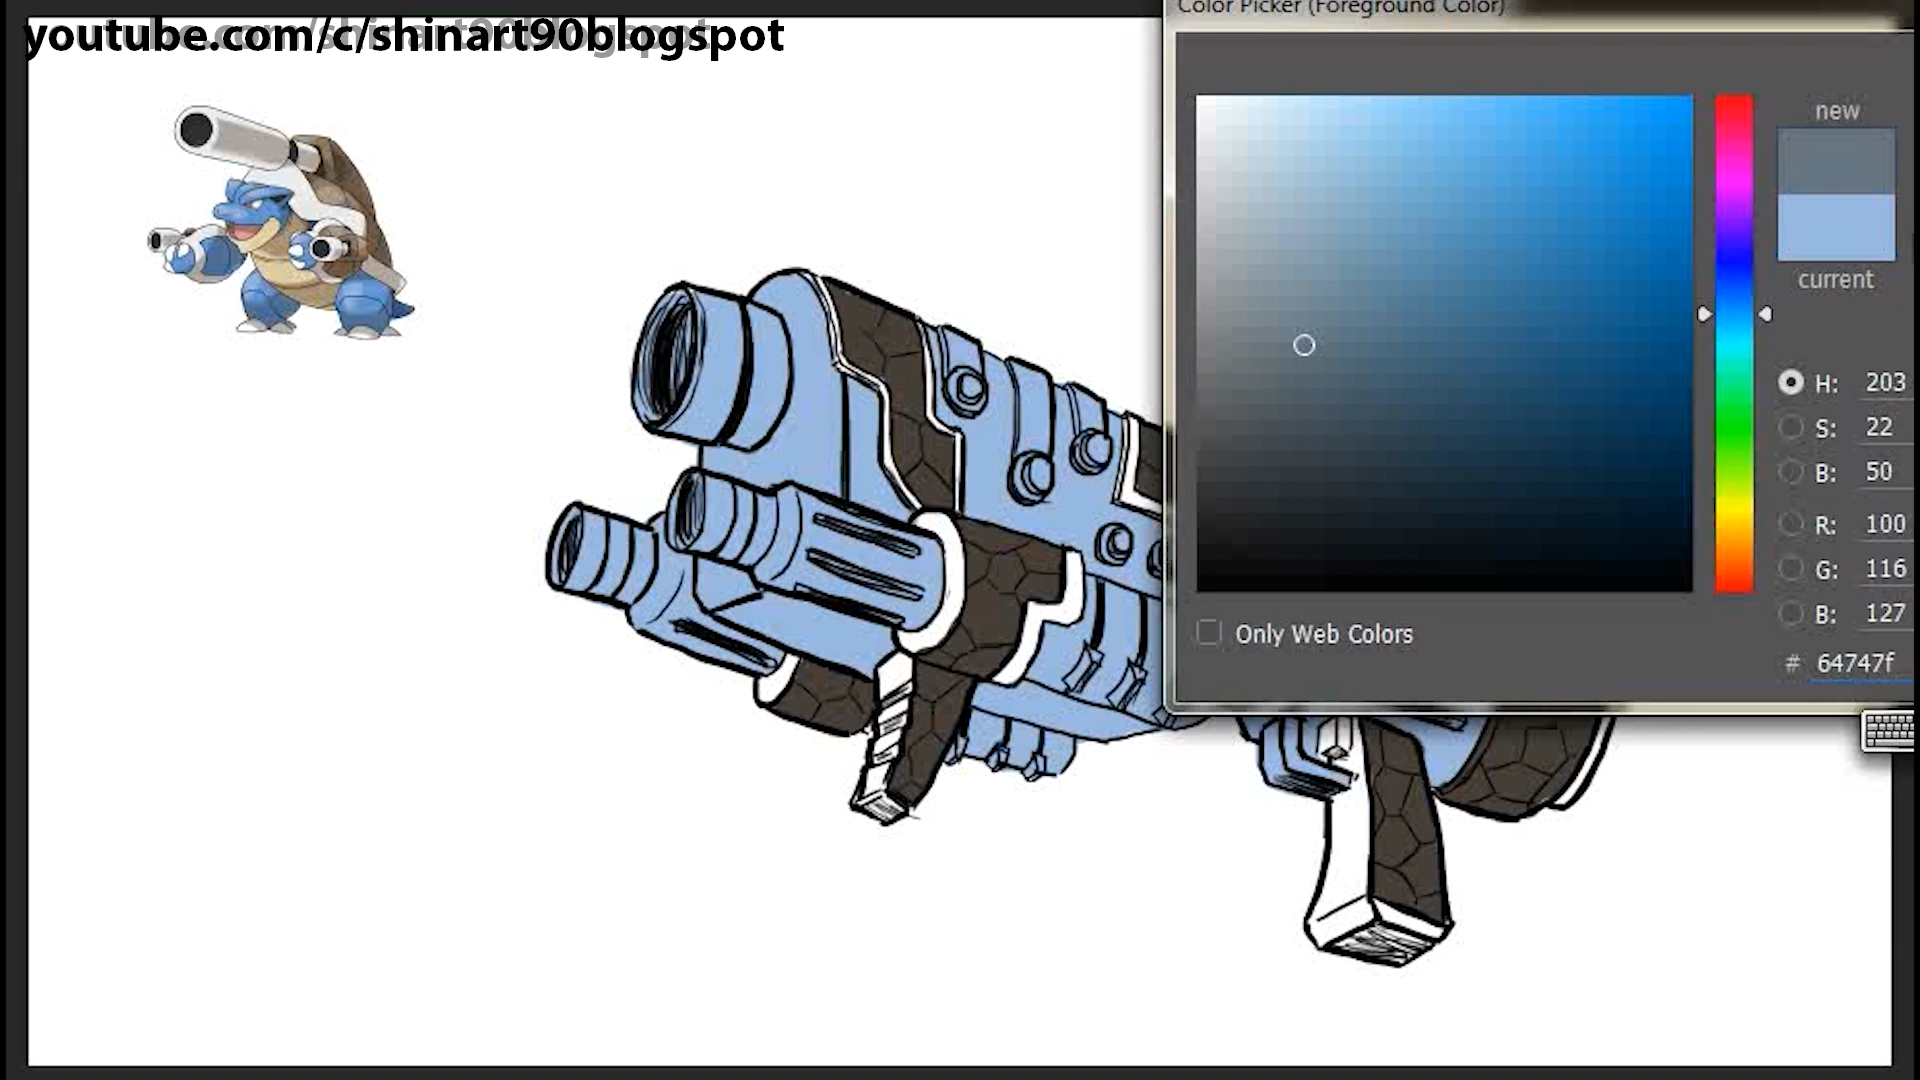 Color Picker (Foreground Color)
youtube.com/c/shinart90blogspot
new
current
H: 203
S: 22
B: 50
R: 100
G: 116
B: 127
Only Web Colors
# 64747f